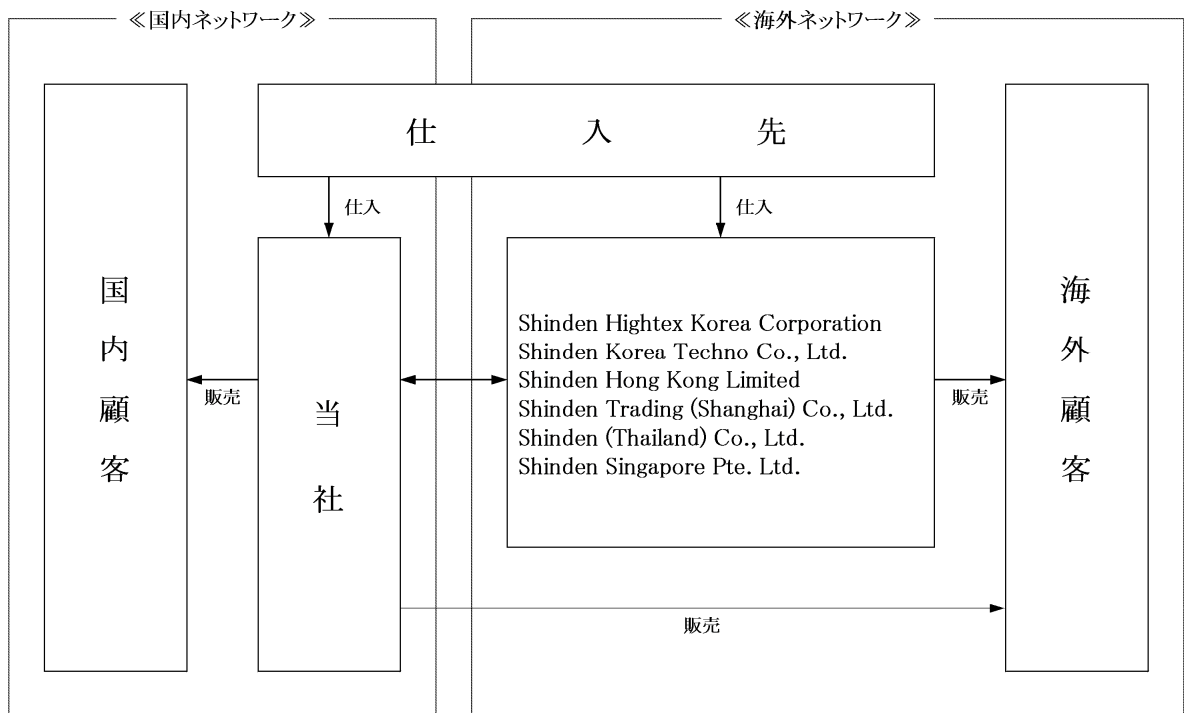 ≪国内ネットワーク≫
≪海外ネットワーク≫
仕入先
仕入
仕入
国内顧客
販売
当社
Shinden Hightex Korea Corporation
Shinden Korea Techno Co., Ltd.
Shinden Hong Kong Limited
Shinden Trading (Shanghai) Co., Ltd.
Shinden (Thailand) Co., Ltd.
Shinden Singapore Pte. Ltd.
販売
海外顧客
販売